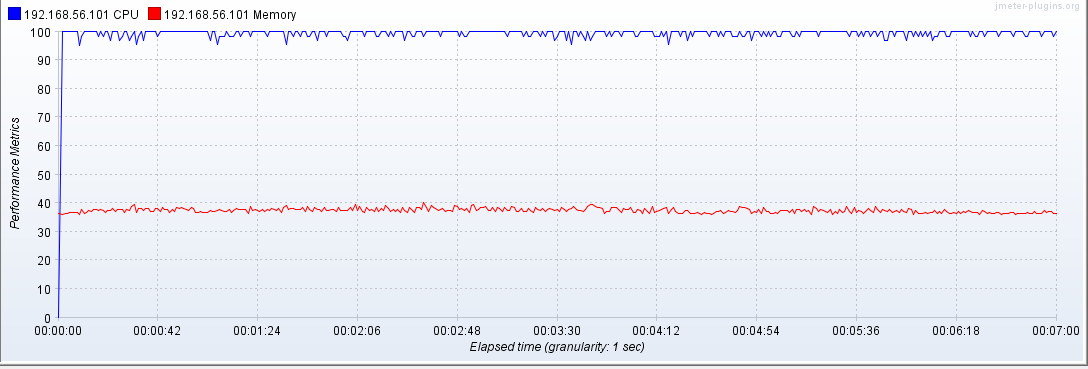 192.168.56.101 CPU 192.168.56.101 Memory
jmeter-plugins.org
100
90
80
70
60
50
40
30
20
10
0
Performance Metrics
00:00:00 00:00:42 00:01:24 00:02:06 00:02:48 00:03:30 00:04:12 00:04:54 00:05:36 00:06:18 00:07:00
Elapsed time (granularity: 1 sec)